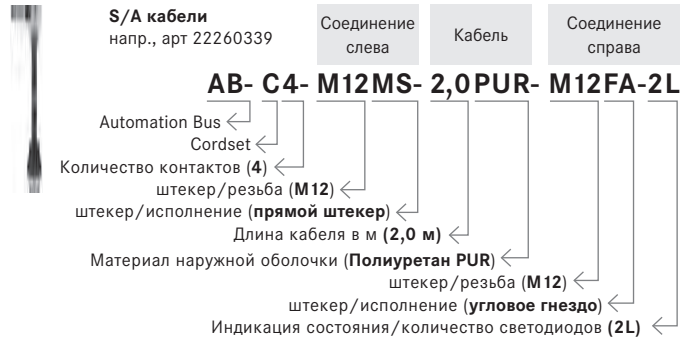 S/A кабели
напр., арт 22260339
Соединение
слева
Кабель
Соединение
справа
AB- C4- M12MS- 2,0PUR- M12FA-2L
Automation Bus
Cordset
Количество контактов (4)
штекер/резьба (M12)
штекер/исполнение (прямой штекер)
Длина кабеля в м (2,0 м)
Материал наружной оболочки (Полиуретан PUR)
штекер/резьба (M12)
штекер/исполнение (угловое гнездо)
Индикация состояния/количество светодиодов (2L)